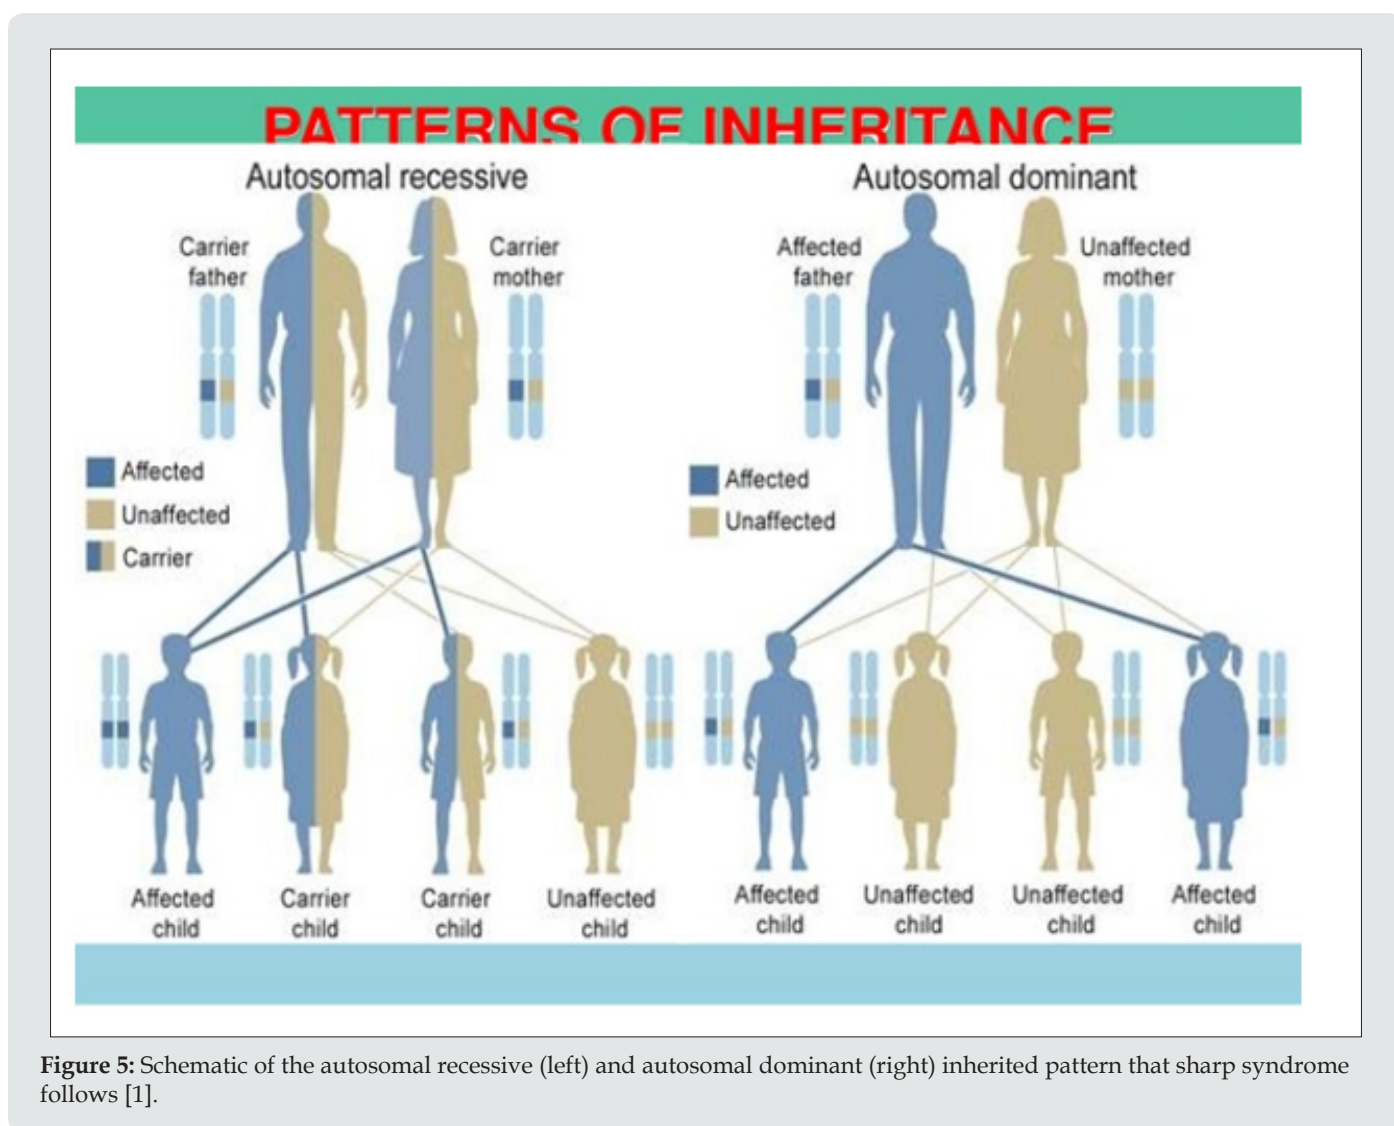 PATTERNS OF INHERITANCE
Autosomal recessive
Carrier
father
Carrier
mother
Affected
Unaffected
Carrier
Affected
child
Carrier
child
Carrier
child
Unaffected
child
Autosomal dominant
Affected
father
Unaffected
mother
Affected
Unaffected
Affected
child
Unaffected
child
Unaffected
child
Affected
child
Figure 5: Schematic of the autosomal recessive (left) and autosomal dominant (right) inherited pattern that sharp syndrome
follows [1].